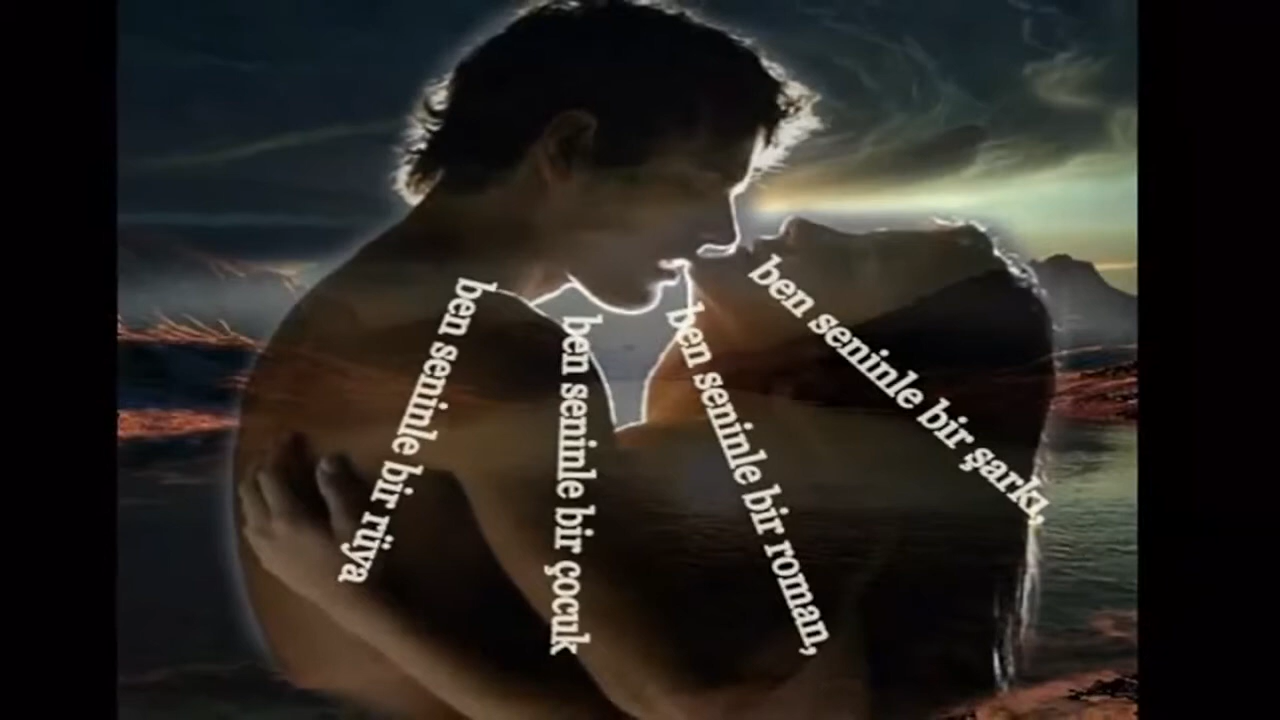 ben seninle bir şarkı,
ben seninle bir roman,
ben seninle bir çocuk
ben seninle bir rüya